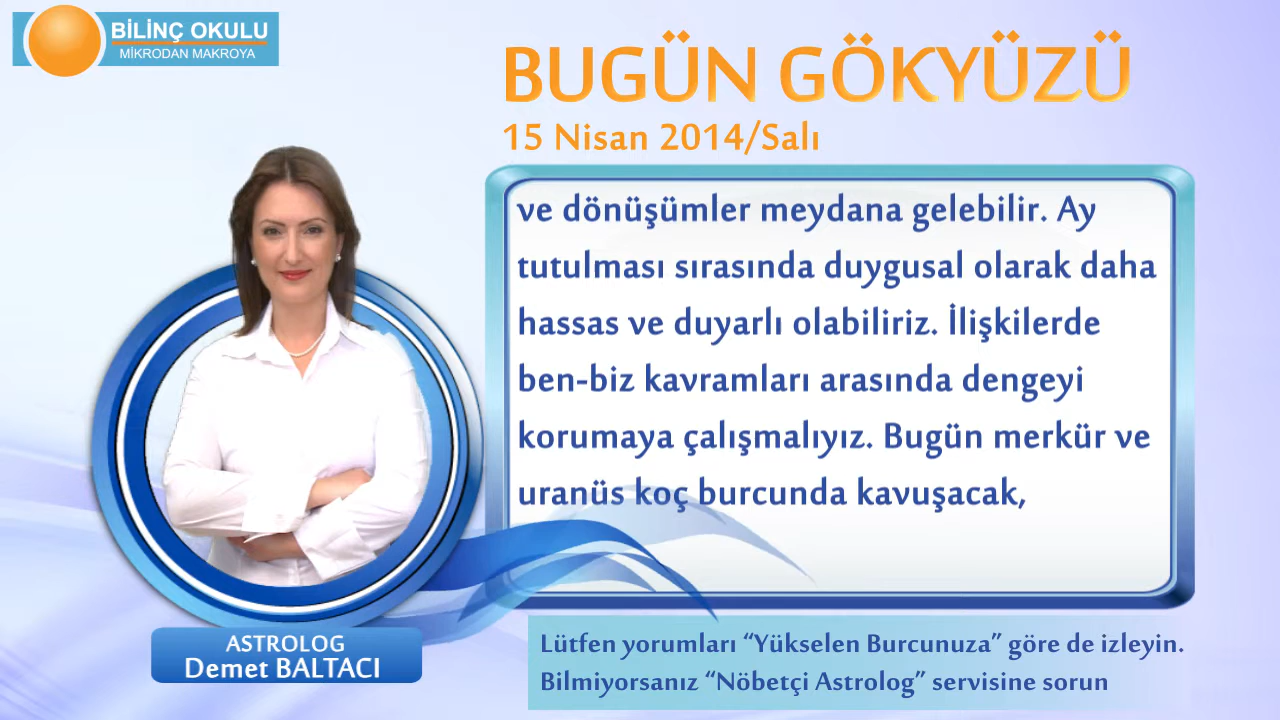 BİLİNÇ OKULU
MİKRODAN MAKROYA
BUGÜN GÖKYÜZÜ
15 Nisan 2014/Salı
ve dönüşümler meydana gelebilir. Ay
tutulması sırasında duygusal olarak daha
hassas ve duyarlı olabiliriz. İlişkilerde
ben-biz kavramları arasında dengeyi
korumaya çalışmalıyız. Bugün merkür ve
uranüs koç burcunda kavuşacak,
ASTROLOG
Demet BALTACI
Lütfen yorumları “Yükselen Burcunuza” göre de izleyin.
Bilmiyorsanız “Nöbetçi Astrolog” servisine sorun